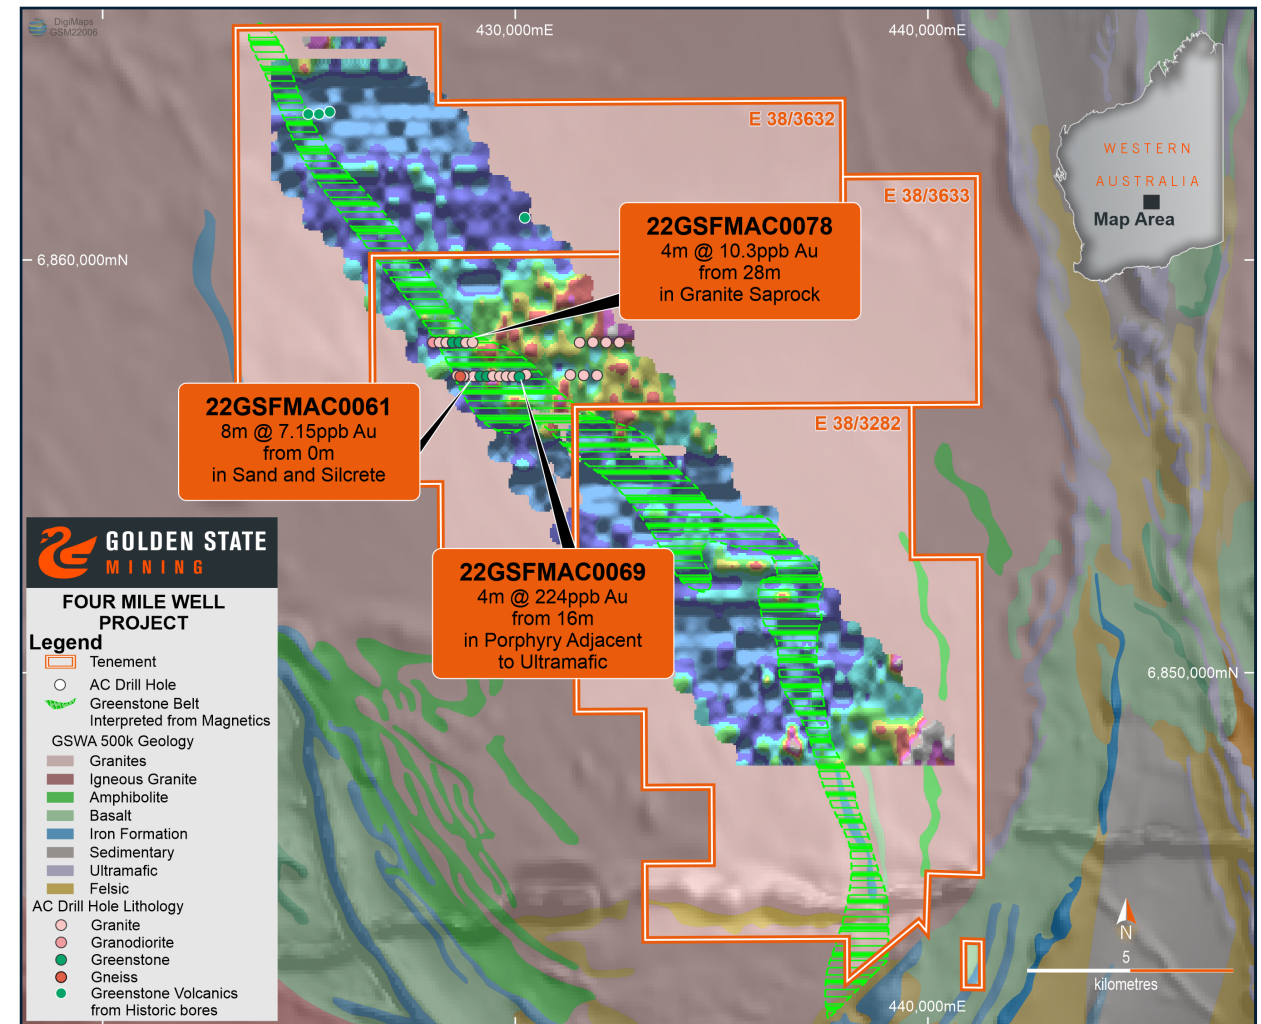 DigiMaps
GSM22006
430,000mE
440,000mE
E 38/3632
WESTERN
AUSTRALIA
Map Area
E 38/3633
22GSFMAC0078
4m @ 10.3ppb Au
from 28m
in Granite Saprock
6,860,000mN
22GSFMAC0061
8m @ 7.15ppb Au
from 0m
in Sand and Silcrete
E 38/3282
22GSFMAC0069
4m @ 224ppb Au
from 16m
in Porphyry Adjacent
to Ultramafic
GOLDEN STATE
MINING
FOUR MILE WELL
PROJECT
Legend
Tenement
AC Drill Hole
Greenstone Belt
Interpreted from Magnetics
GSWA 500k Geology
Granites
Igneous Granite
Amphibolite
Basalt
Iron Formation
Sedimentary
Ultramafic
Felsic
AC Drill Hole Lithology
Granite
Granodiorite
Greenstone
Gneiss
Greenstone Volcanics
from Historic bores
6,850,000mN
N
5
kilometres
440,000mE